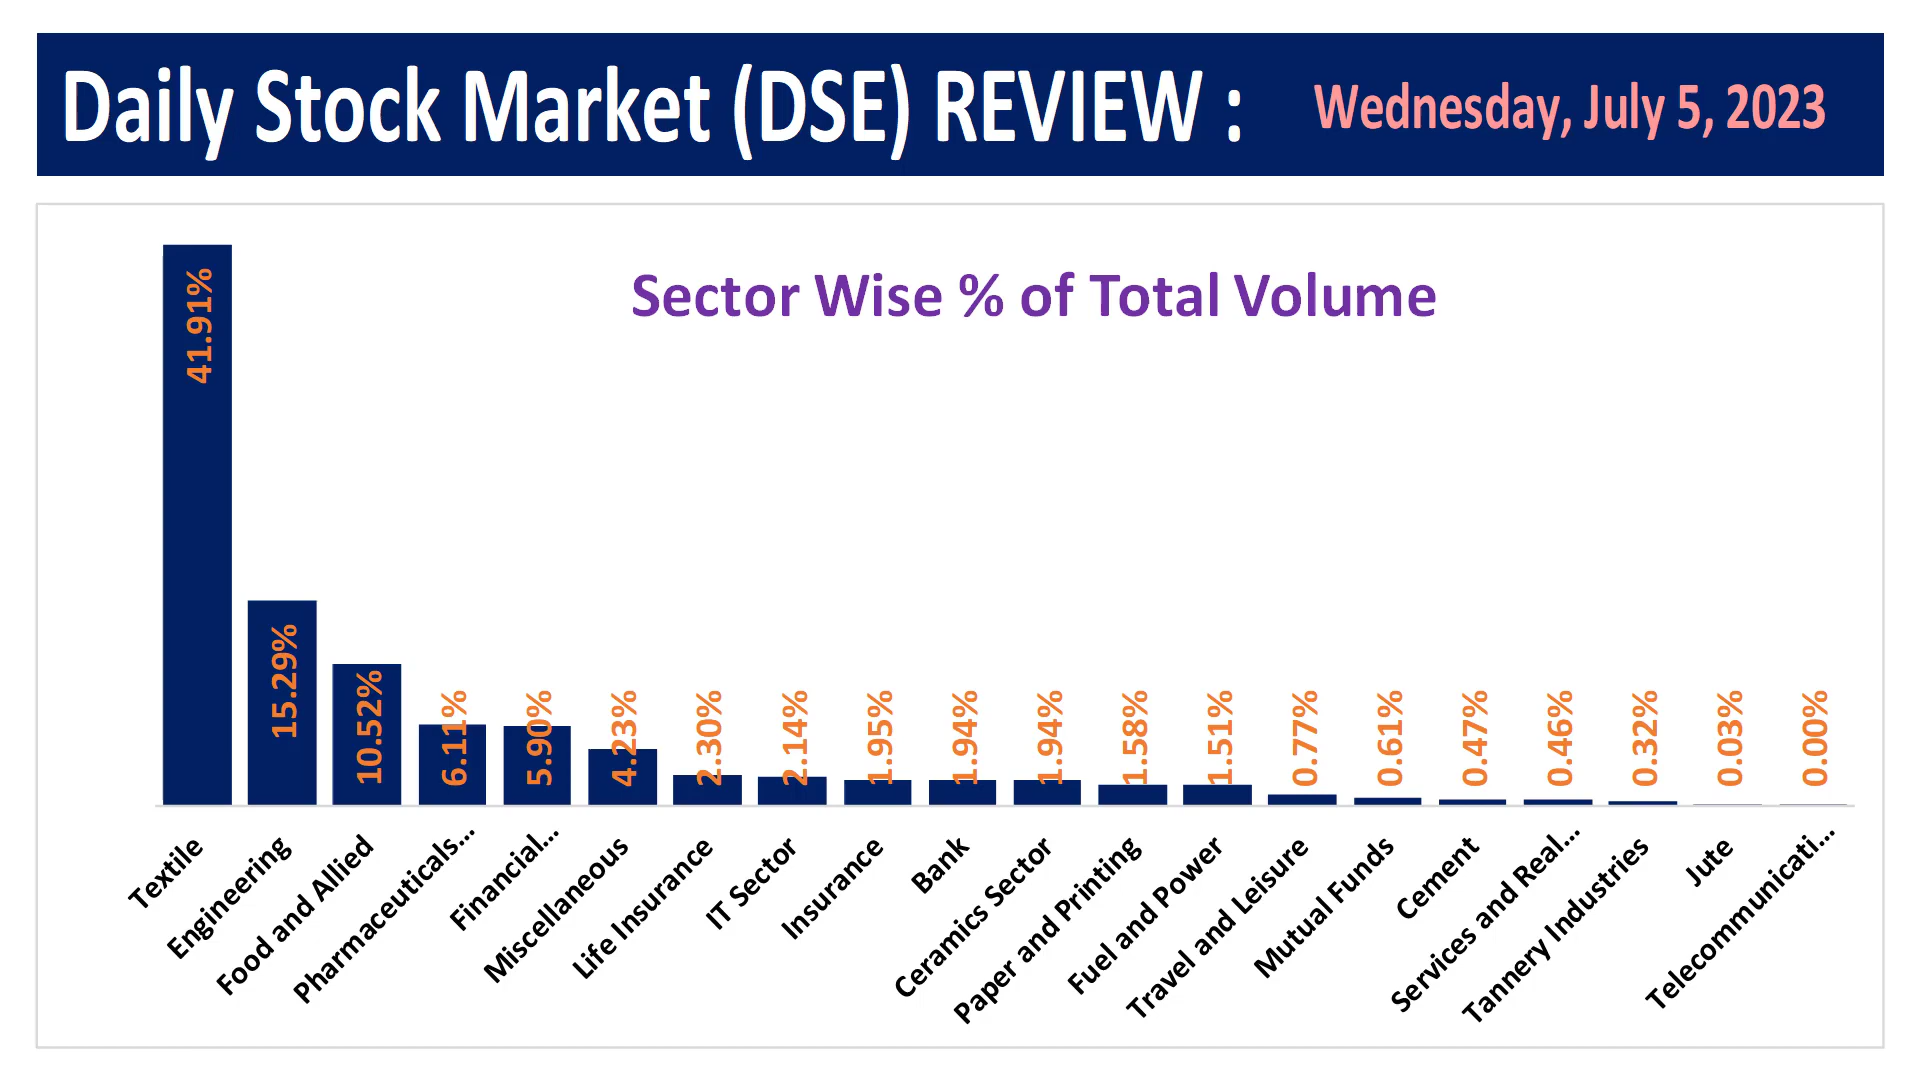 Daily Stock Market (DSE) REVIEW : Wednesday, July 5, 2023
Sector Wise % of Total Volume
41.91%
15.29%
10.52%
6.11%
5.90%
4.23%
2.30%
2.14%
1.95%
1.94%
1.94%
1.58%
1.51%
0.77%
0.61%
0.47%
0.46%
0.32%
0.03%
0.00%
Textile
Engineering
Food and Allied
Pharmaceuticals...
Financial...
Miscellaneous
Life Insurance
IT Sector
Insurance
Bank
Ceramics Sector
Paper and Printing
Fuel and Power
Travel and Leisure
Mutual Funds
Cement
Services and Real...
Tannery Industries
Jute
Telecommunicati...